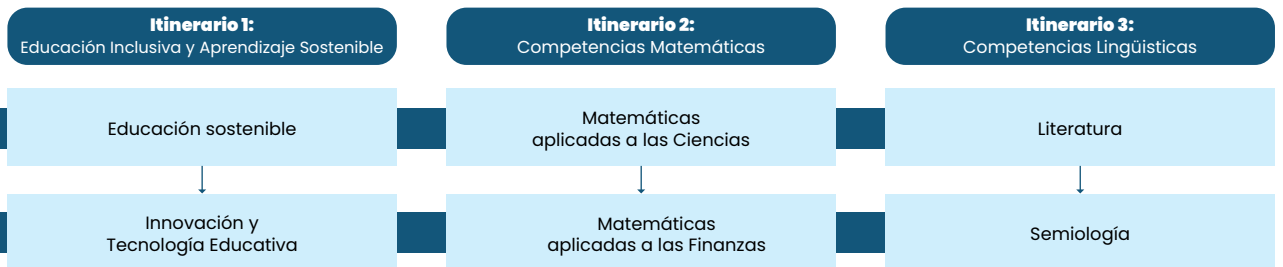 Itinerario 1:
Educación Inclusiva y Aprendizaje Sostenible
Itinerario 2:
Competencias Matemáticas
Itinerario 3:
Competencias Lingüisticas
Educación sostenible
Matemáticas
aplicadas a las Ciencias
Literatura
Innovación y
Tecnología Educativa
Matemáticas
aplicadas a las Finanzas
Semiología